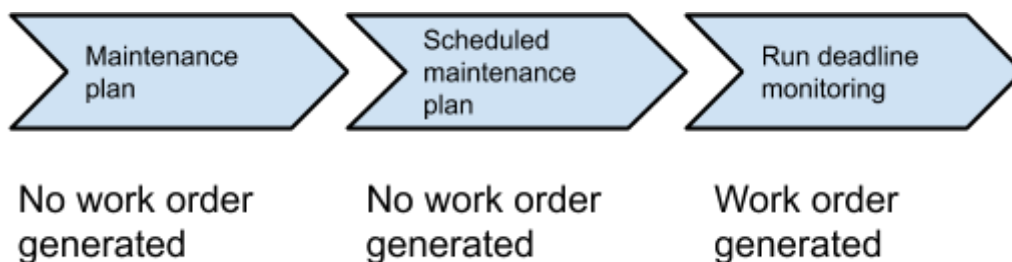 Maintenance
plan
Scheduled
maintenance
plan
Run deadline
monitoring
No work order
generated
No work order
generated
Work order
generated